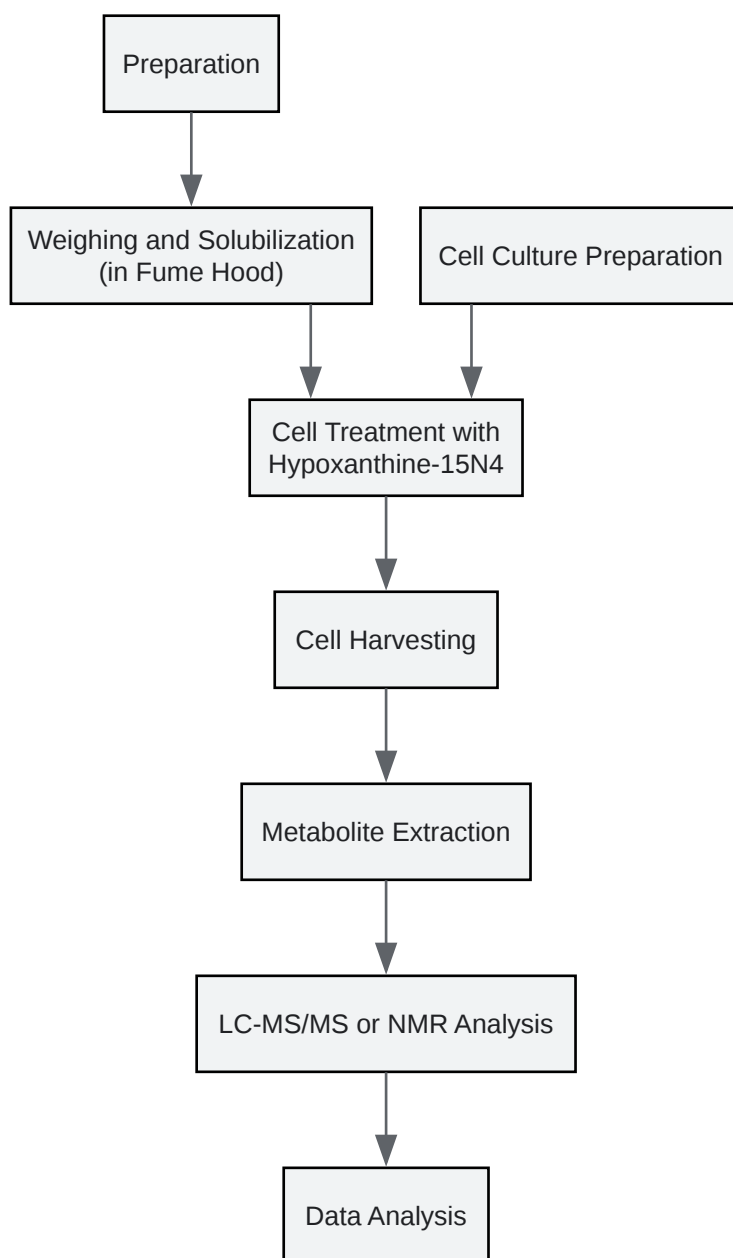 Preparation
Weighing and Solubilization
(in Fume Hood)
Cell Culture Preparation
Cell Treatment with
Hypoxanthine-15N4
Cell Harvesting
Metabolite Extraction
LC-MS/MS or NMR Analysis
Data Analysis